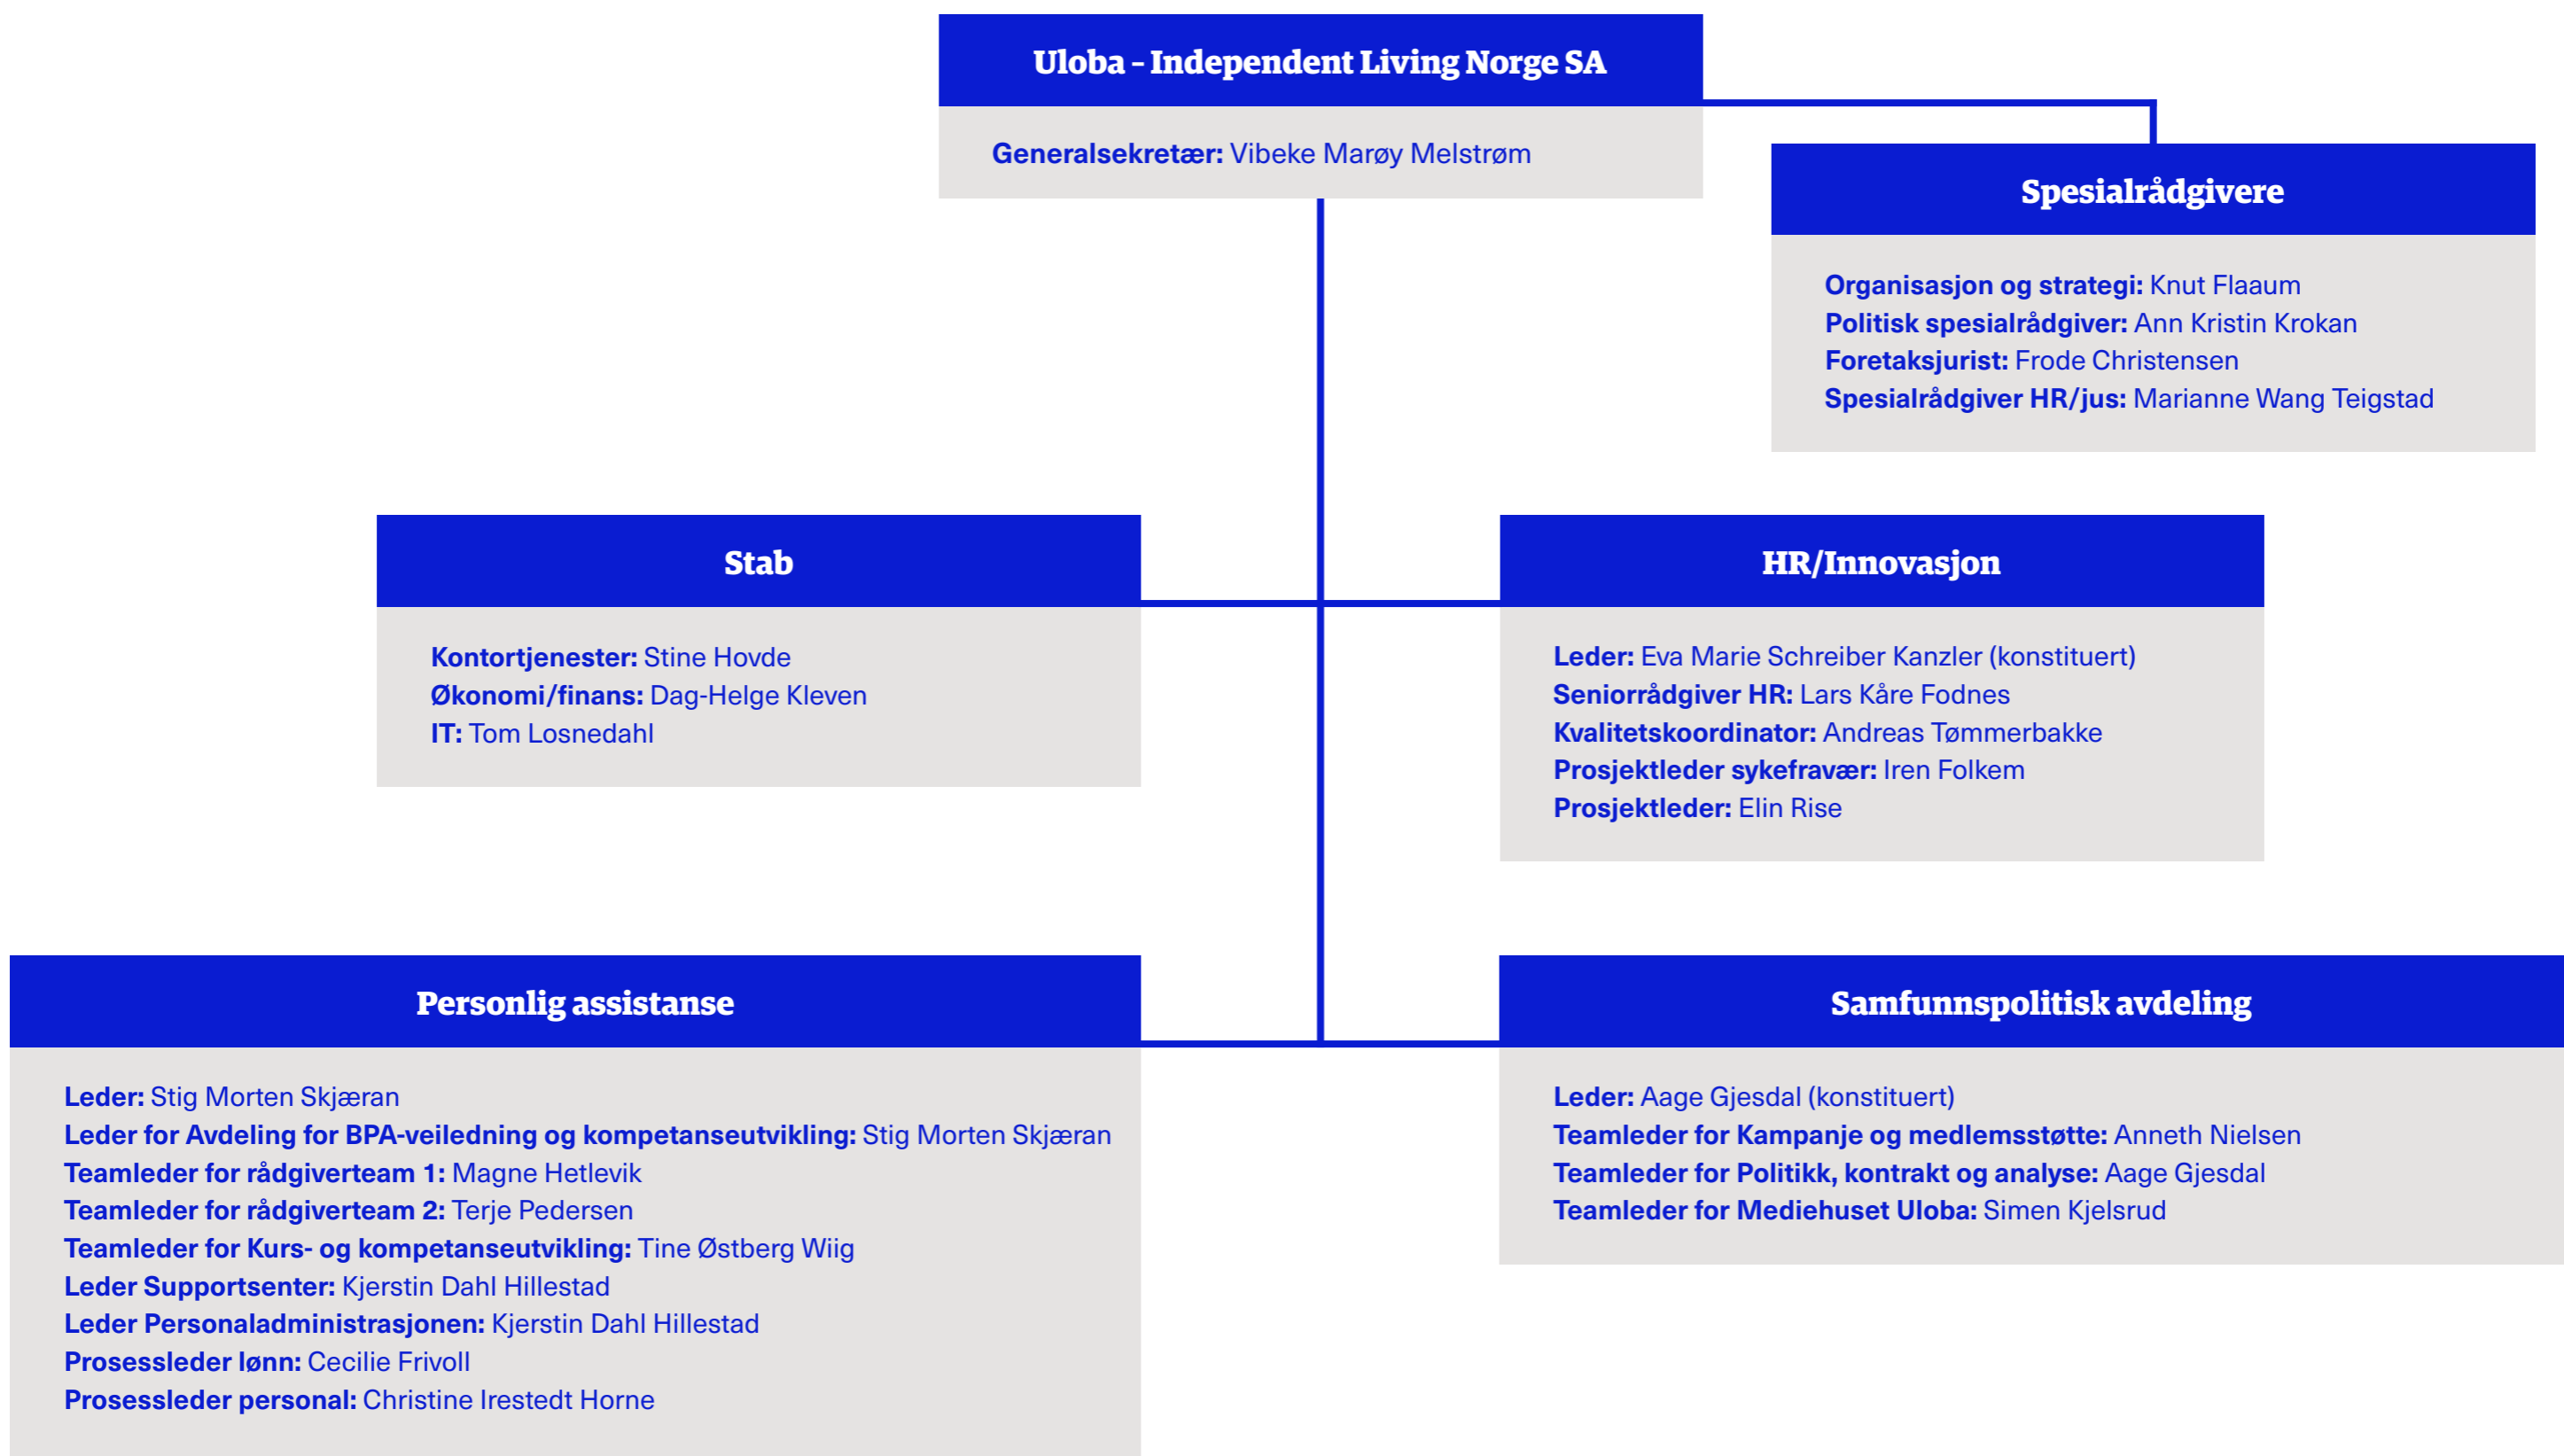 Uloba – Independent Living Norge SA
Generalsekretær: Vibeke Marøy Melstrøm
Spesialrådgivere
Organisasjon og strategi: Knut Flaaum
Politisk spesialrådgiver: Ann Kristin Krokan
Foretaksjurist: Frode Christensen
Spesialrådgiver HR/jus: Marianne Wang Teigstad
Stab
Kontortjenester: Stine Hovde
Økonomi/finans: Dag-Helge Kleven
IT: Tom Losnedahl
HR/Innovasjon
Leder: Eva Marie Schreiber Kanzler (konstituert)
Seniorrådgiver HR: Lars Kåre Fodnes
Kvalitetskoordinator: Andreas Tømmerbakke
Prosjektleder sykefravær: Iren Folkem
Prosjektleder: Elin Rise
Personlig assistanse
Leder: Stig Morten Skjæran
Leder for Avdeling for BPA-veiledning og kompetanseutvikling: Stig Morten Skjæran
Teamleder for rådgiverteam 1: Magne Hetlevik
Teamleder for rådgiverteam 2: Terje Pedersen
Teamleder for Kurs- og kompetanseutvikling: Tine Østberg Wiig
Leder Supportsenter: Kjerstin Dahl Hillestad
Leder Personaladministrasjonen: Kjerstin Dahl Hillestad
Prosessleder lønn: Cecilie Frivoll
Prosessleder personal: Christine Irestedt Horne
Samfunnspolitisk avdeling
Leder: Aage Gjesdal (konstituert)
Teamleder for Kampanje og medlemsstøtte: Anneth Nielsen
Teamleder for Politikk, kontrakt og analyse: Aage Gjesdal
Teamleder for Mediehuset Uloba: Simen Kjelsrud